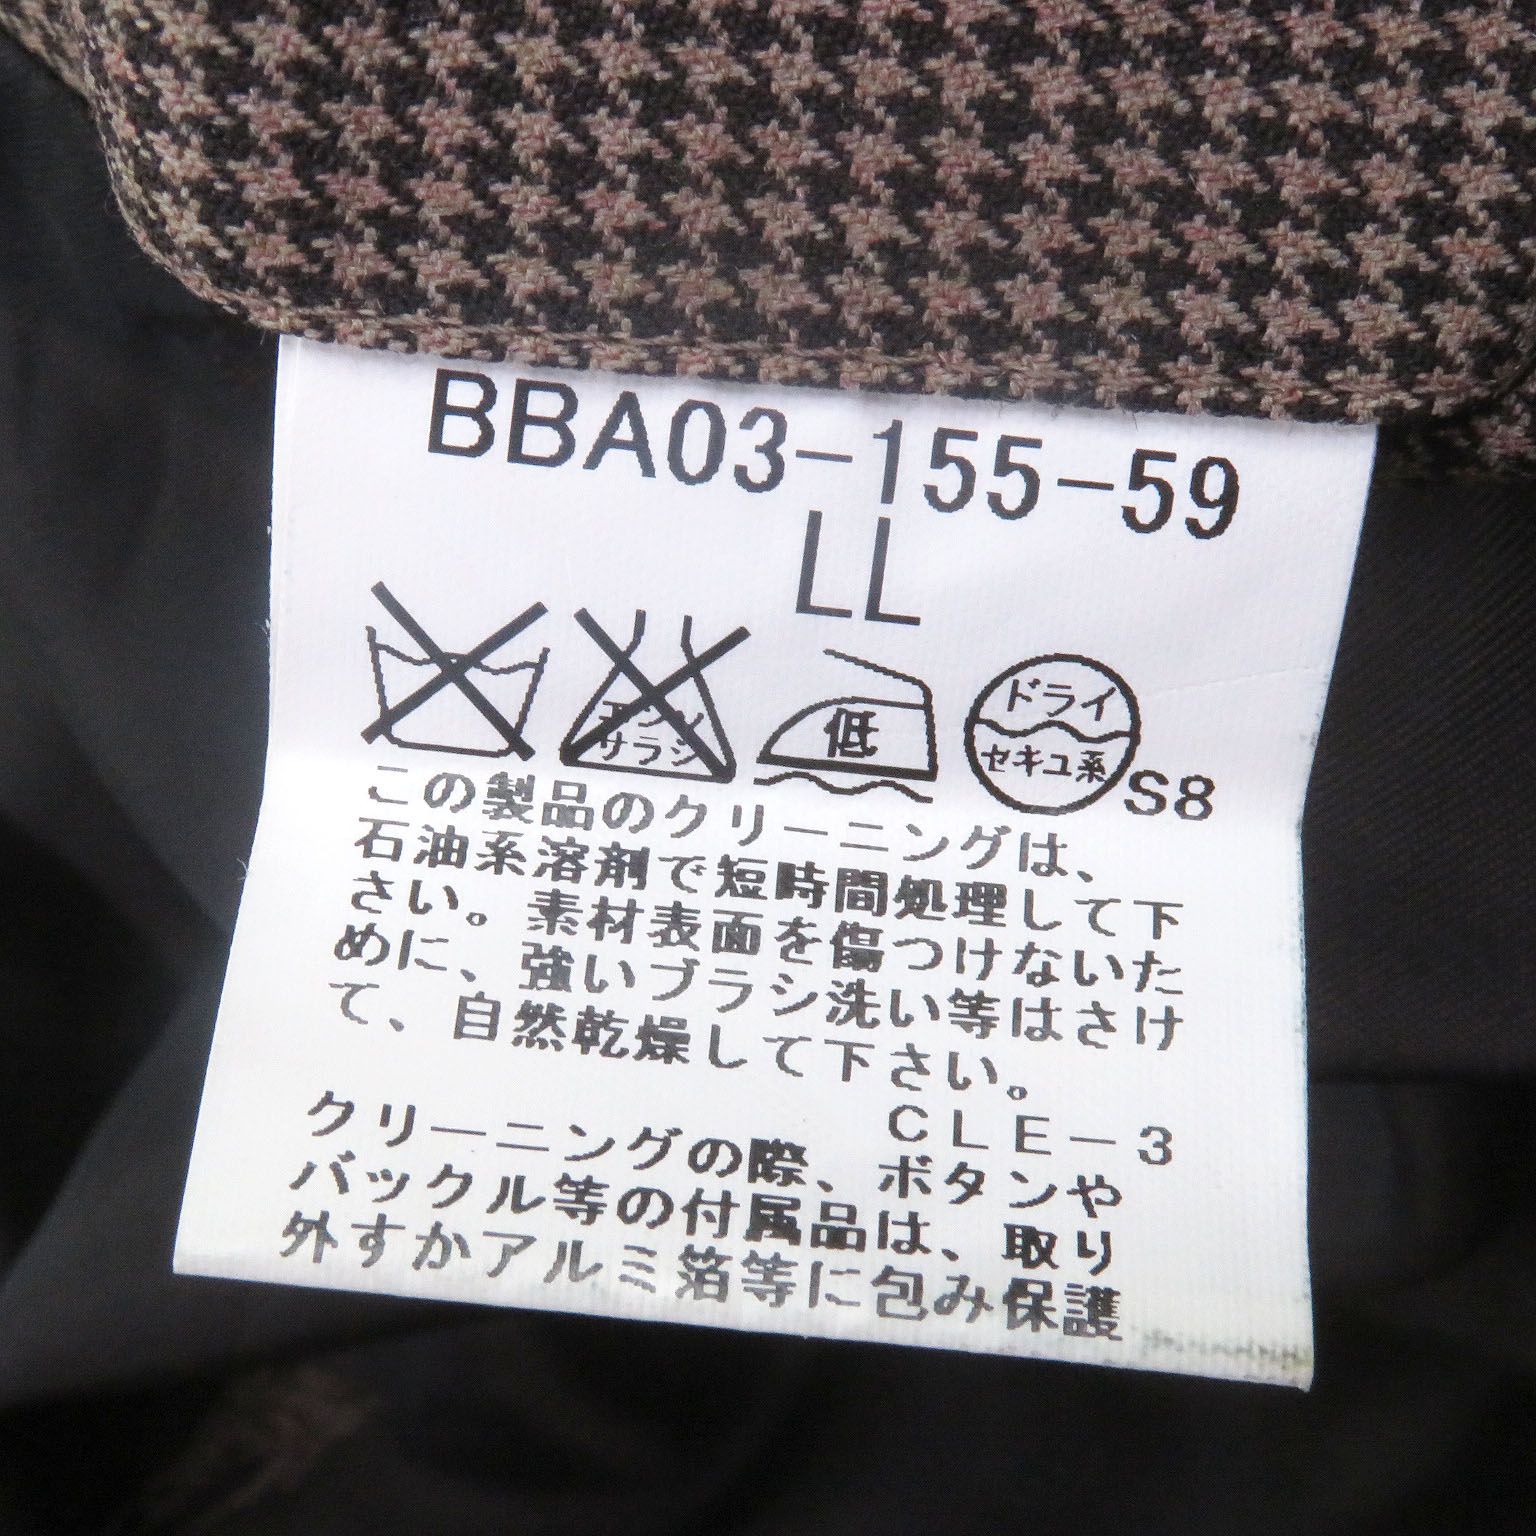 BBA03-155-59
LL
エンソ
サラシ
低
ドライ
セキユ系
S8
この製品のクリーニングは、
石油系溶剤で短時間処理して下
さい。素材表面を傷つけないた
めに、強いブラシ洗い等はさけ
て、自然乾燥して下さい。
CLE-3
クリーニングの際、ボタンや
バックル等の付属品は、取り
外すかアルミ箔等に包み保護